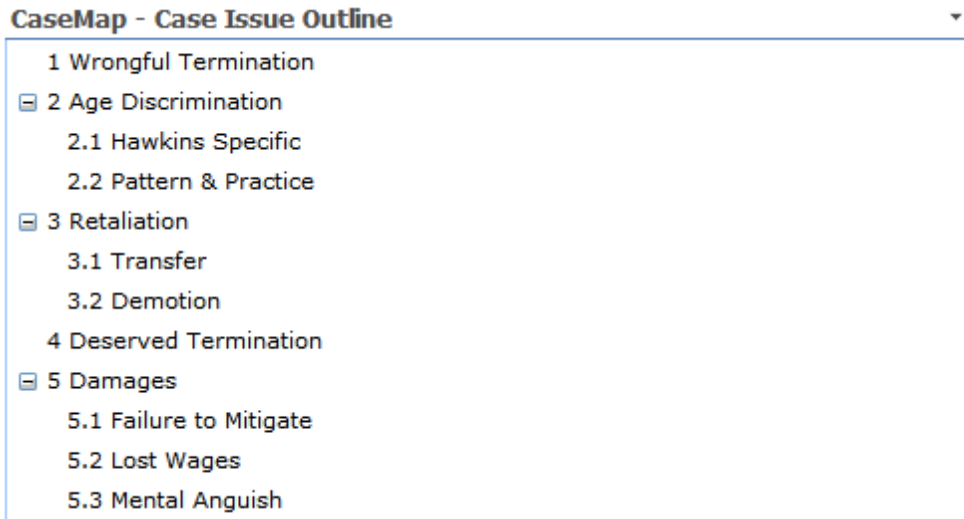 CaseMap - Case Issue Outline
1 Wrongful Termination
2 Age Discrimination
2.1 Hawkins Specific
2.2 Pattern & Practice
3 Retaliation
3.1 Transfer
3.2 Demotion
4 Deserved Termination
5 Damages
5.1 Failure to Mitigate
5.2 Lost Wages
5.3 Mental Anguish